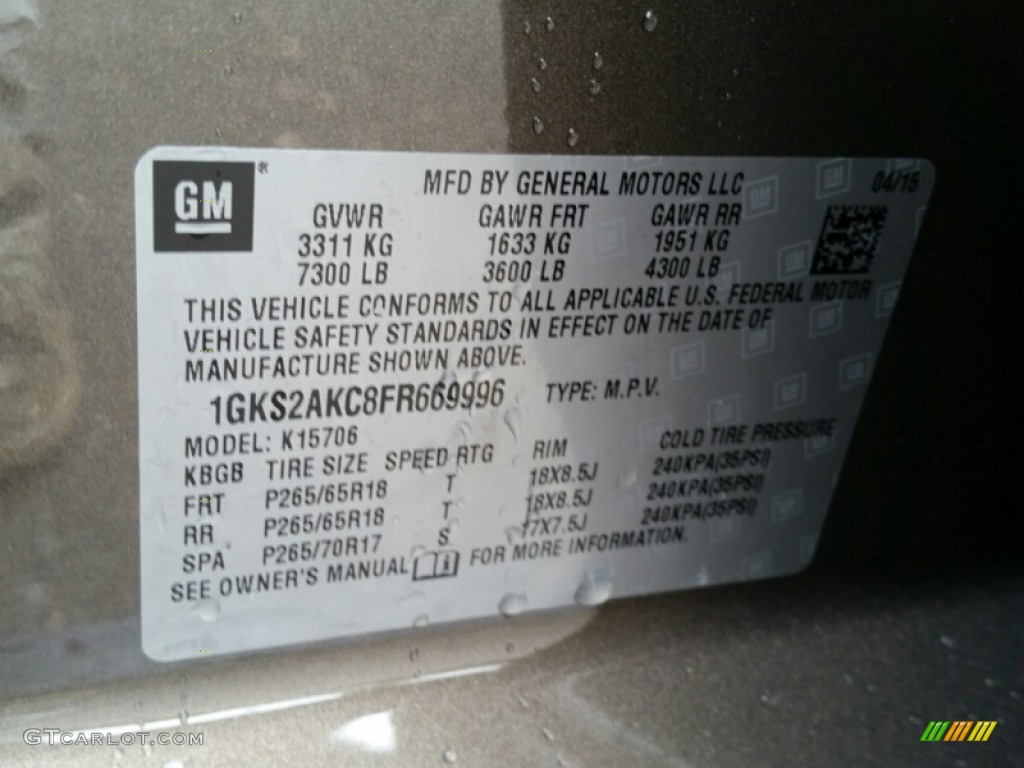 GM
MFD BY GENERAL MOTORS LLC 04/15
GVWR GAWR FRT GAWR RR
3311 KG 1633 KG 1951 KG
7300 LB 3600 LB 4300 LB
THIS VEHICLE CONFORMS TO ALL APPLICABLE U.S. FEDERAL MOTOR
VEHICLE SAFETY STANDARDS IN EFFECT ON THE DATE OF
MANUFACTURE SHOWN ABOVE.
1GKS2AKC8FR669996 TYPE: M.P.V.
MODEL: K15706
KBGB TIRE SIZE SPEED RTG RIM COLD TIRE PRESSURE
FRT P265/65R18 T 18X8.5J 240KPA(35PSI)
RR P265/65R18 T 18X8.5J 240KPA(35PSI)
SPA P265/70R17 S 17X7.5J 240KPA(35PSI)
SEE OWNER'S MANUAL FOR MORE INFORMATION.
GTCARLOT.COM